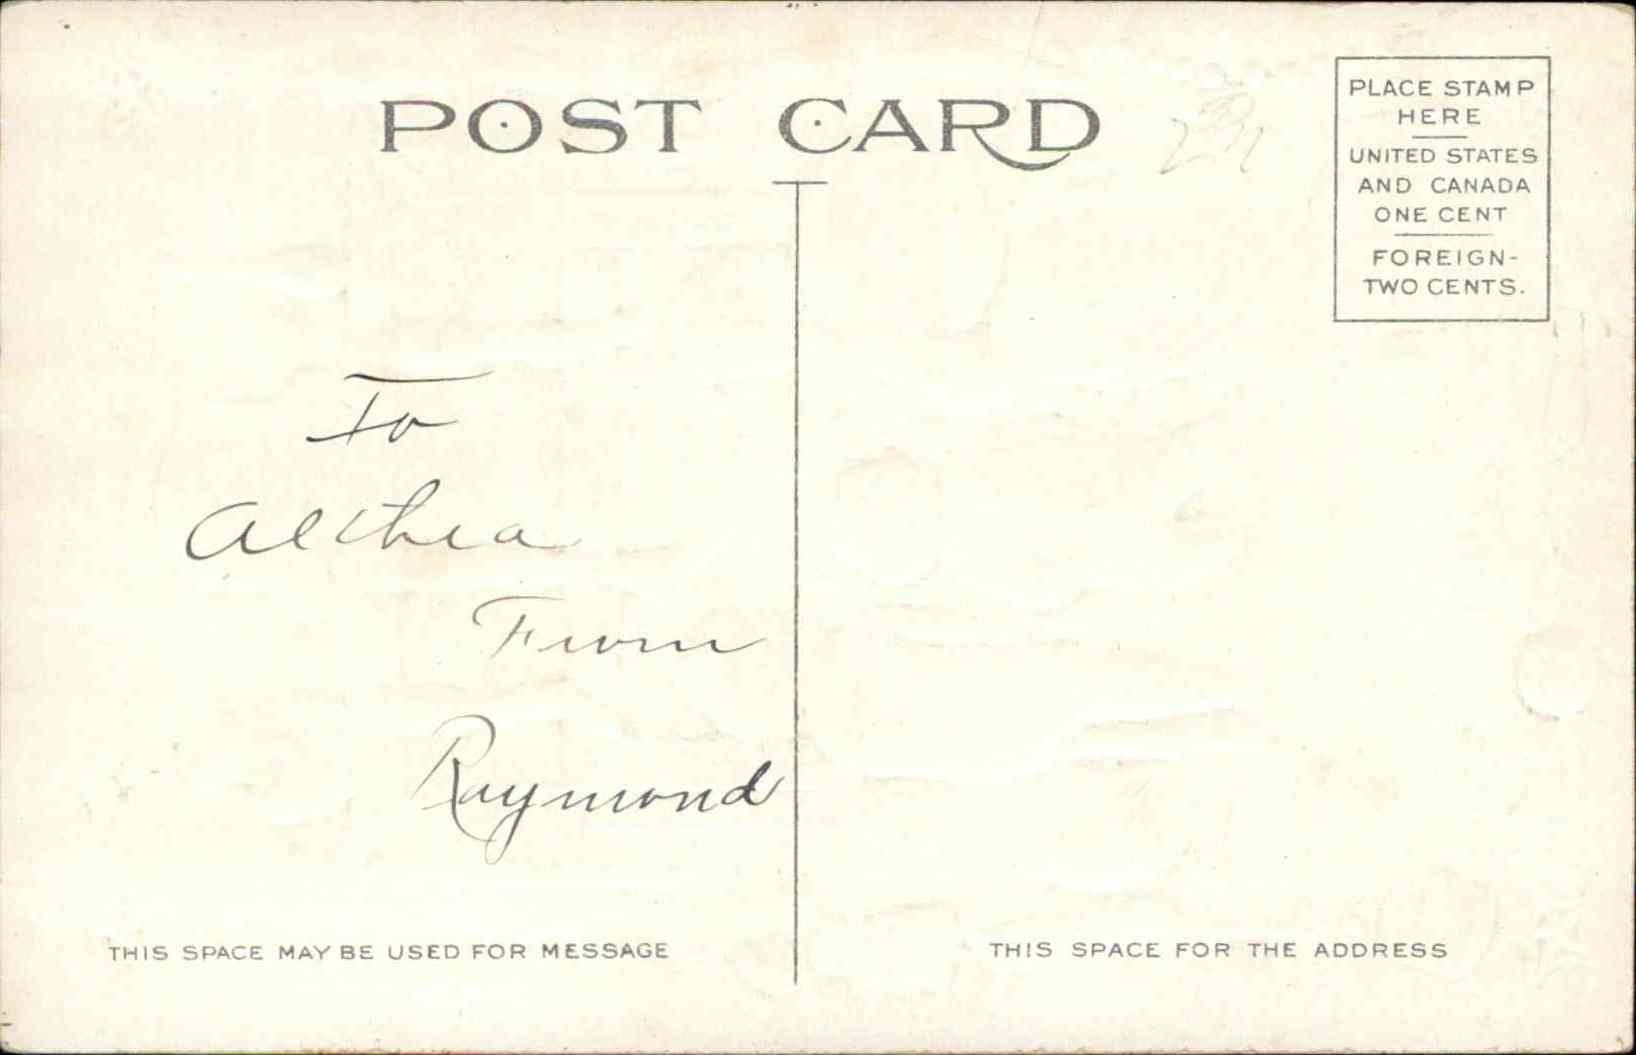 POST CARD
PLACE STAMP
HERE
UNITED STATES
AND CANADA
ONE CENT
FOREIGN-
TWO CENTS.
To
Althea
From
Raymond
THIS SPACE MAY BE USED FOR MESSAGE
THIS SPACE FOR THE ADDRESS